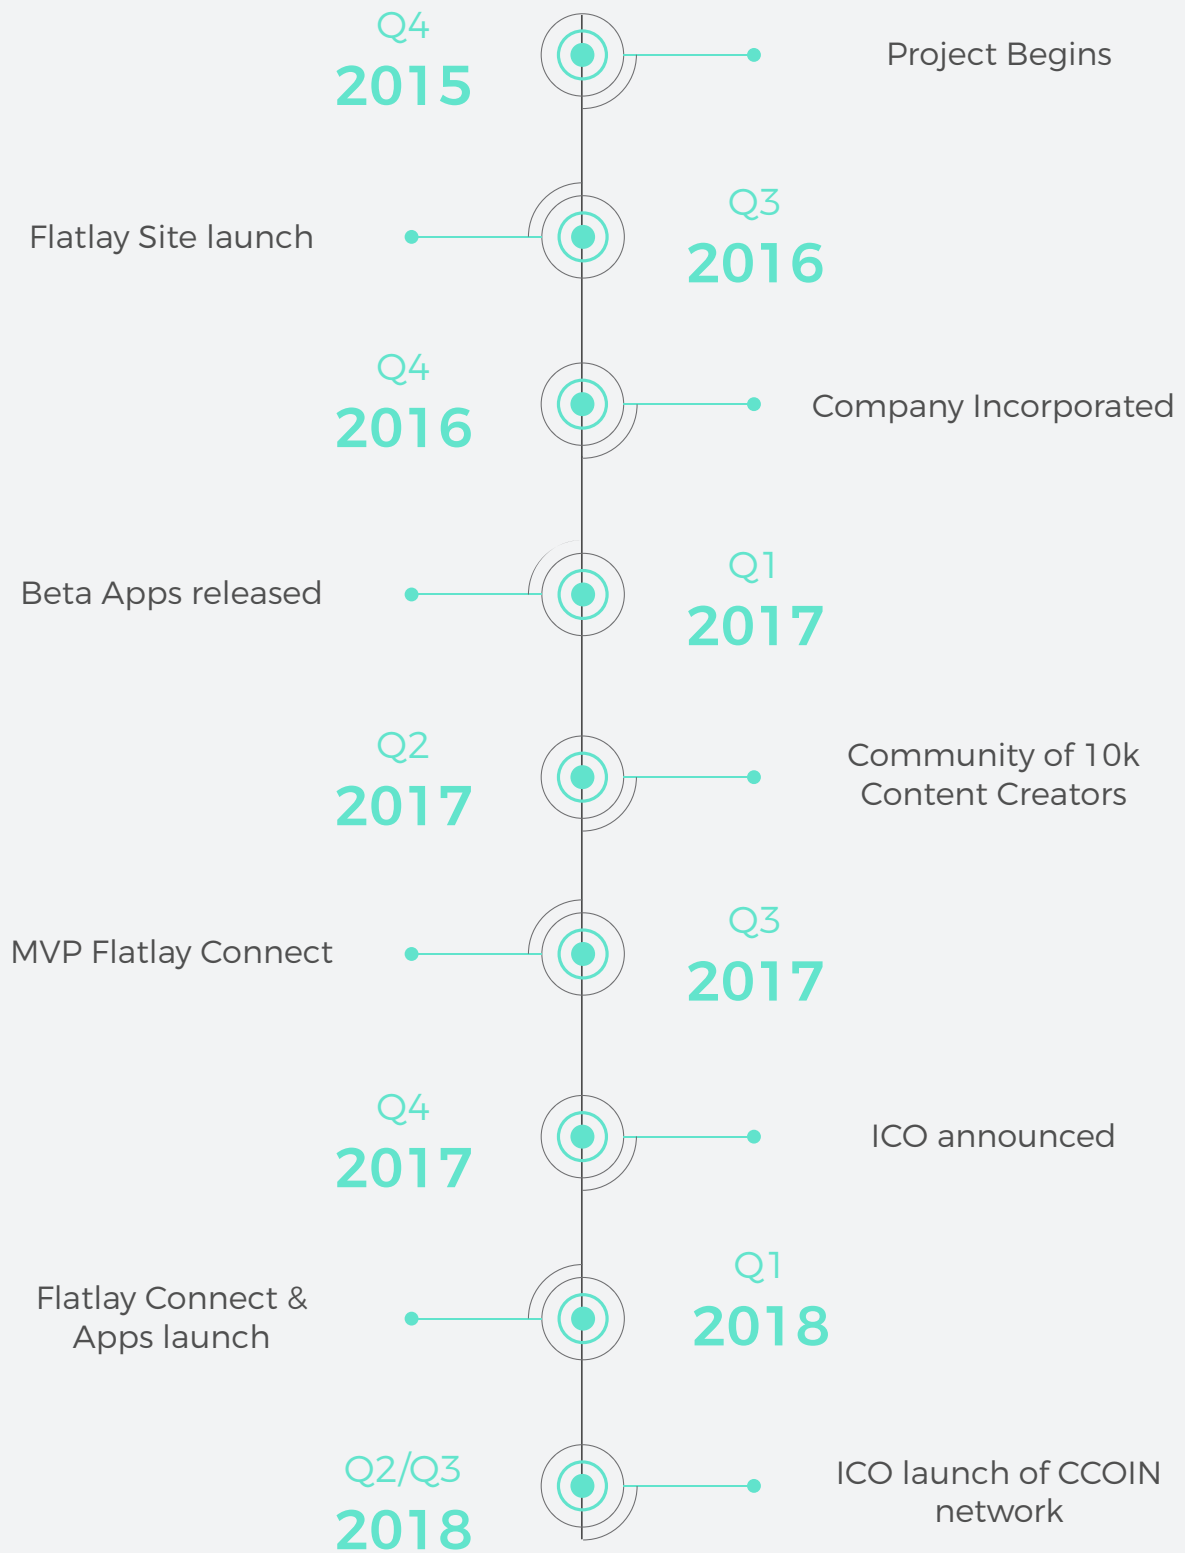 Q4
2015
Project Begins
Flatlay Site launch
Q3
2016
Q4
2016
Company Incorporated
Beta Apps released
Q1
2017
Q2
2017
Community of 10k
Content Creators
MVP Flatlay Connect
Q3
2017
Q4
2017
ICO announced
Flatlay Connect &
Apps launch
Q1
2018
Q2/Q3
2018
ICO launch of CCOIN
network